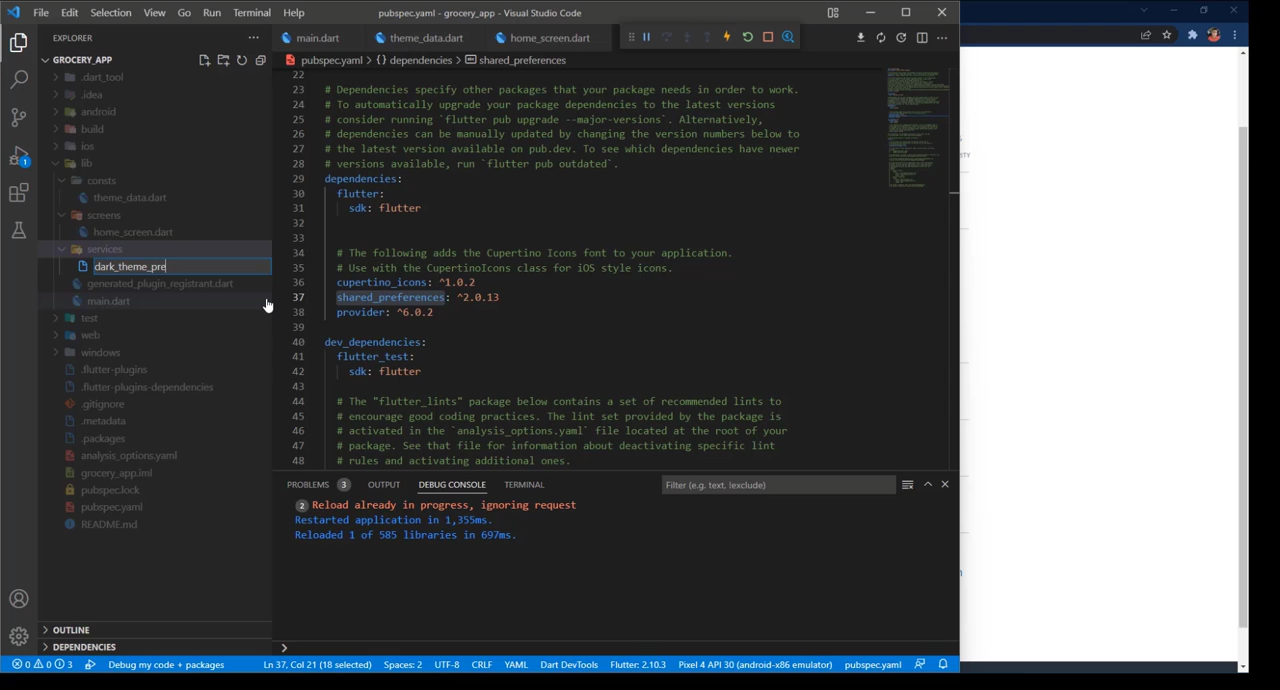 File Edit Selection View Go Run Terminal Help
pubspec.yaml - grocery_app - Visual Studio Code
EXPLORER
GROCERY_APP
.dart_tool
.idea
android
build
ios
lib
consts
theme_data.dart
screens
home_screen.dart
services
dark_theme_pre
generated_plugin_registrant.dart
main.dart
test
web
windows
.flutter-plugins
.flutter-plugins-dependencies
.gitignore
.metadata
.packages
analysis_options.yaml
grocery_app.iml
pubspec.lock
pubspec.yaml
README.md
OUTLINE
DEPENDENCIES
1
main.dart theme_data.dart home_screen.dart
pubspec.yaml > {} dependencies > shared_preferences
22
23 # Dependencies specify other packages that your package needs in order to work.
24 # To automatically upgrade your package dependencies to the latest versions
25 # consider running `flutter pub upgrade --major-versions`. Alternatively,
26 # dependencies can be manually updated by changing the version numbers below to
27 # the latest version available on pub.dev. To see which dependencies have newer
28 # versions available, run `flutter pub outdated`.
29 dependencies:
30 flutter:
31 sdk: flutter
32
33
34 # The following adds the Cupertino Icons font to your application.
35 # Use with the CupertinoIcons class for iOS style icons.
36 cupertino_icons: ^1.0.2
37 shared_preferences: ^2.0.13
38 provider: ^6.0.2
39
40 dev_dependencies:
41 flutter_test:
42 sdk: flutter
43
44 # The "flutter_lints" package below contains a set of recommended lints to
45 # encourage good coding practices. The lint set provided by the package is
46 # activated in the `analysis_options.yaml` file located at the root of your
47 # package. See that file for information about deactivating specific lint
48 # rules and activating additional ones.
PROBLEMS 3 OUTPUT DEBUG CONSOLE TERMINAL
Filter (e.g. text, !exclude)
2 Reload already in progress, ignoring request
Restarted application in 1,355ms.
Reloaded 1 of 585 libraries in 697ms.
0 0 3 Debug my code + packages Ln 37, Col 21 (18 selected) Spaces: 2 UTF-8 CRLF YAML Dart DevTools Flutter: 2.10.3 Pixel 4 API 30 (android-x86 emulator) pubspec.yaml